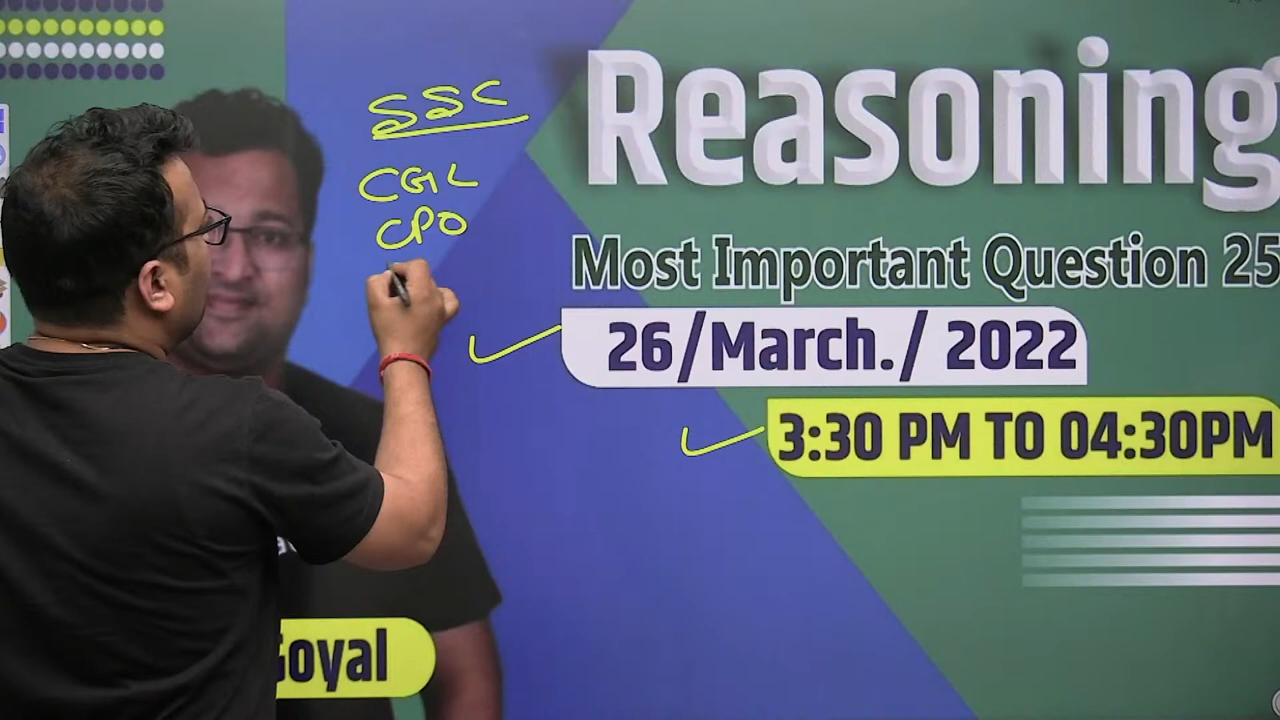 SSC
CGL
CPO
Reasoning
Most Important Question 25
26/March./ 2022
3:30 PM TO 04:30PM
Goyal